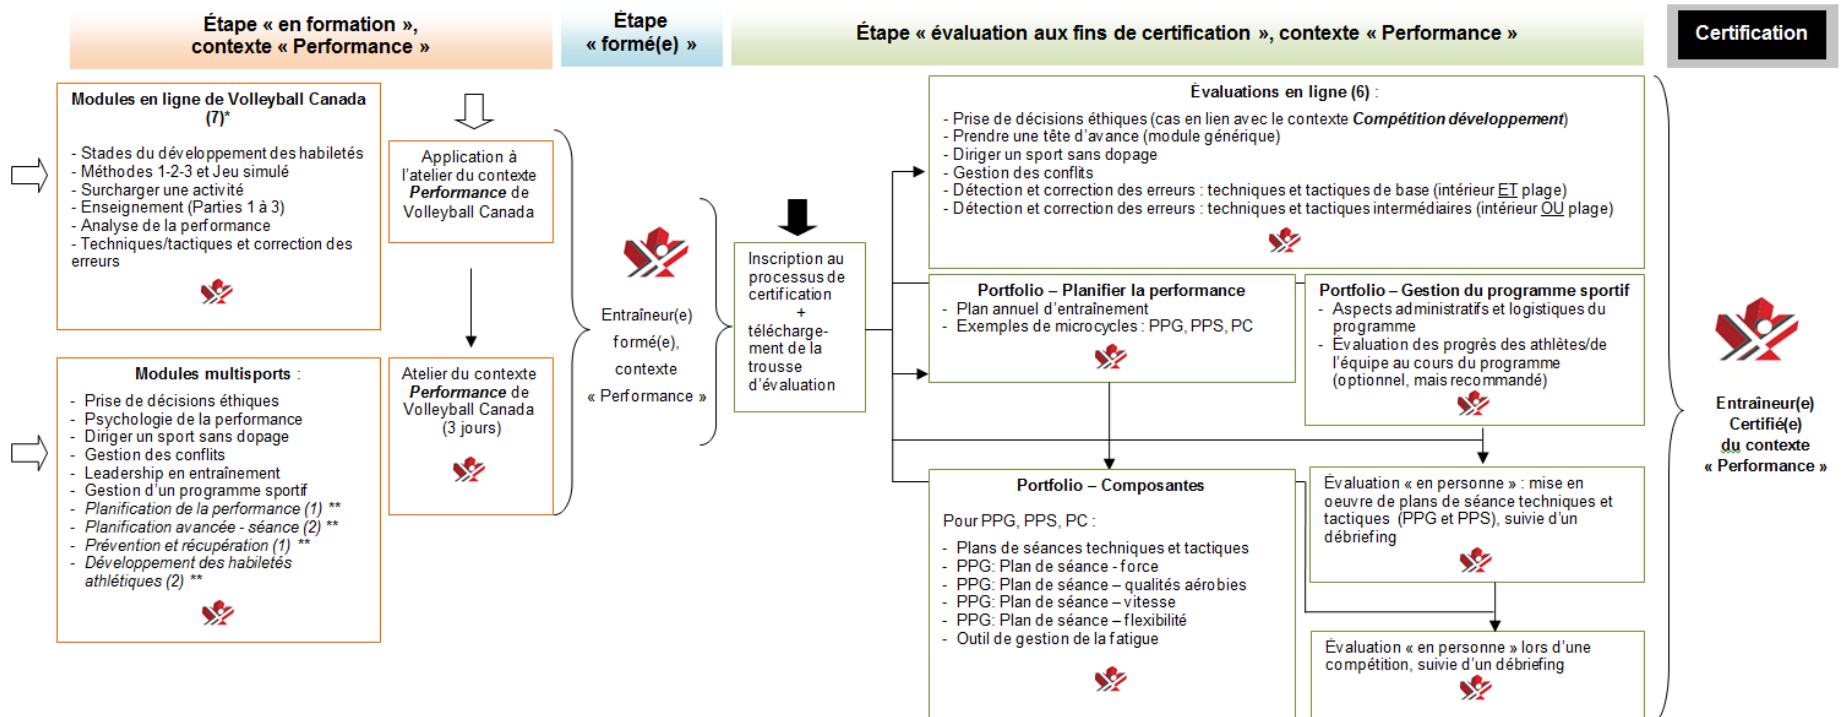 Étape « en formation »,
contexte « Performance »
Étape
« formé(e) »
Étape « évaluation aux fins de certification », contexte « Performance »
Certification
Modules en ligne de Volleyball Canada
(7)*
- Stades du développement des habiletés
- Méthodes 1-2-3 et Jeu simulé
- Surcharger une activité
- Enseignement (Parties 1 à 3)
- Analyse de la performance
- Techniques/tactiques et correction des
erreurs
Modules multisports :
- Prise de décisions éthiques
- Psychologie de la performance
- Diriger un sport sans dopage
- Gestion des conflits
- Leadership en entraînement
- Gestion d'un programme sportif
- Planification de la performance (1) **
- Planification avancée - séance (2) **
- Prévention et récupération (1) **
- Développement des habiletés
athlétiques (2) **
Application à
l'atelier du contexte
Performance de
Volleyball Canada
Atelier du contexte
Performance de
Volleyball Canada
(3 jours)
Entraîneur(e)
formé(e),
contexte
« Performance »
Inscription au
processus de
certification
+
télécharge-
ment de la
trousse
d'évaluation
Évaluations en ligne (6) :
- Prise de décisions éthiques (cas en lien avec le contexte Compétition développement)
- Prendre une tête d'avance (module générique)
- Diriger un sport sans dopage
- Gestion des conflits
- Détection et correction des erreurs : techniques et tactiques de base (intérieur ET plage)
- Détection et correction des erreurs : techniques et tactiques intermédiaires (intérieur OU plage)
Portfolio – Planifier la performance
- Plan annuel d'entraînement
- Exemples de microcycles : PPG, PPS, PC
Portfolio – Gestion du programme sportif
- Aspects administratifs et logistiques du
programme
- Évaluation des progrès des athlètes/de
l'équipe au cours du programme
(optionnel, mais recommandé)
Portfolio – Composantes
Pour PPG, PPS, PC :
- Plans de séances techniques et tactiques
- PPG: Plan de séance - force
- PPG: Plan de séance – qualités aérobies
- PPG: Plan de séance – vitesse
- PPG: Plan de séance – flexibilité
- Outil de gestion de la fatigue
Évaluation « en personne » : mise en
oeuvre de plans de séance techniques et
tactiques (PPG et PPS), suivie d'un
débriefing
Évaluation « en personne » lors d'une
compétition, suivie d'un débriefing
Entraîneur(e)
Certifié(e)
du contexte
« Performance »